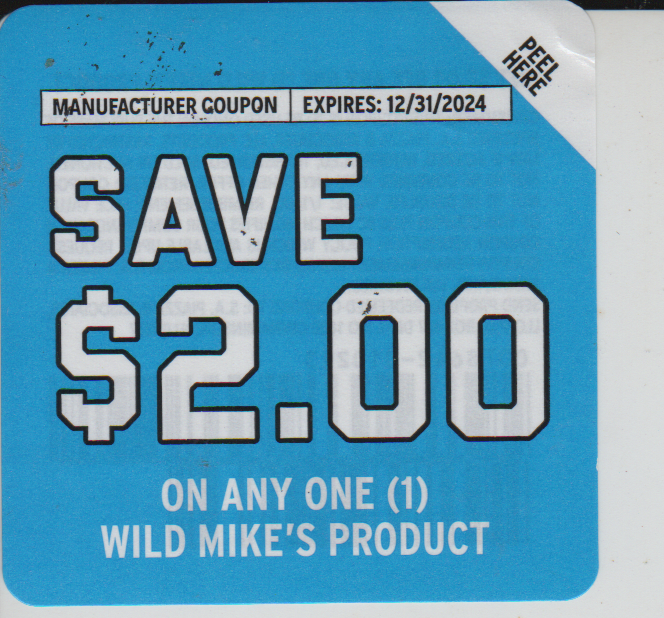 PEEL
HERE
MANUFACTURER COUPON EXPIRES: 12/31/2024
SAVE
$2.00
ON ANY ONE (1)
WILD MIKE'S PRODUCT